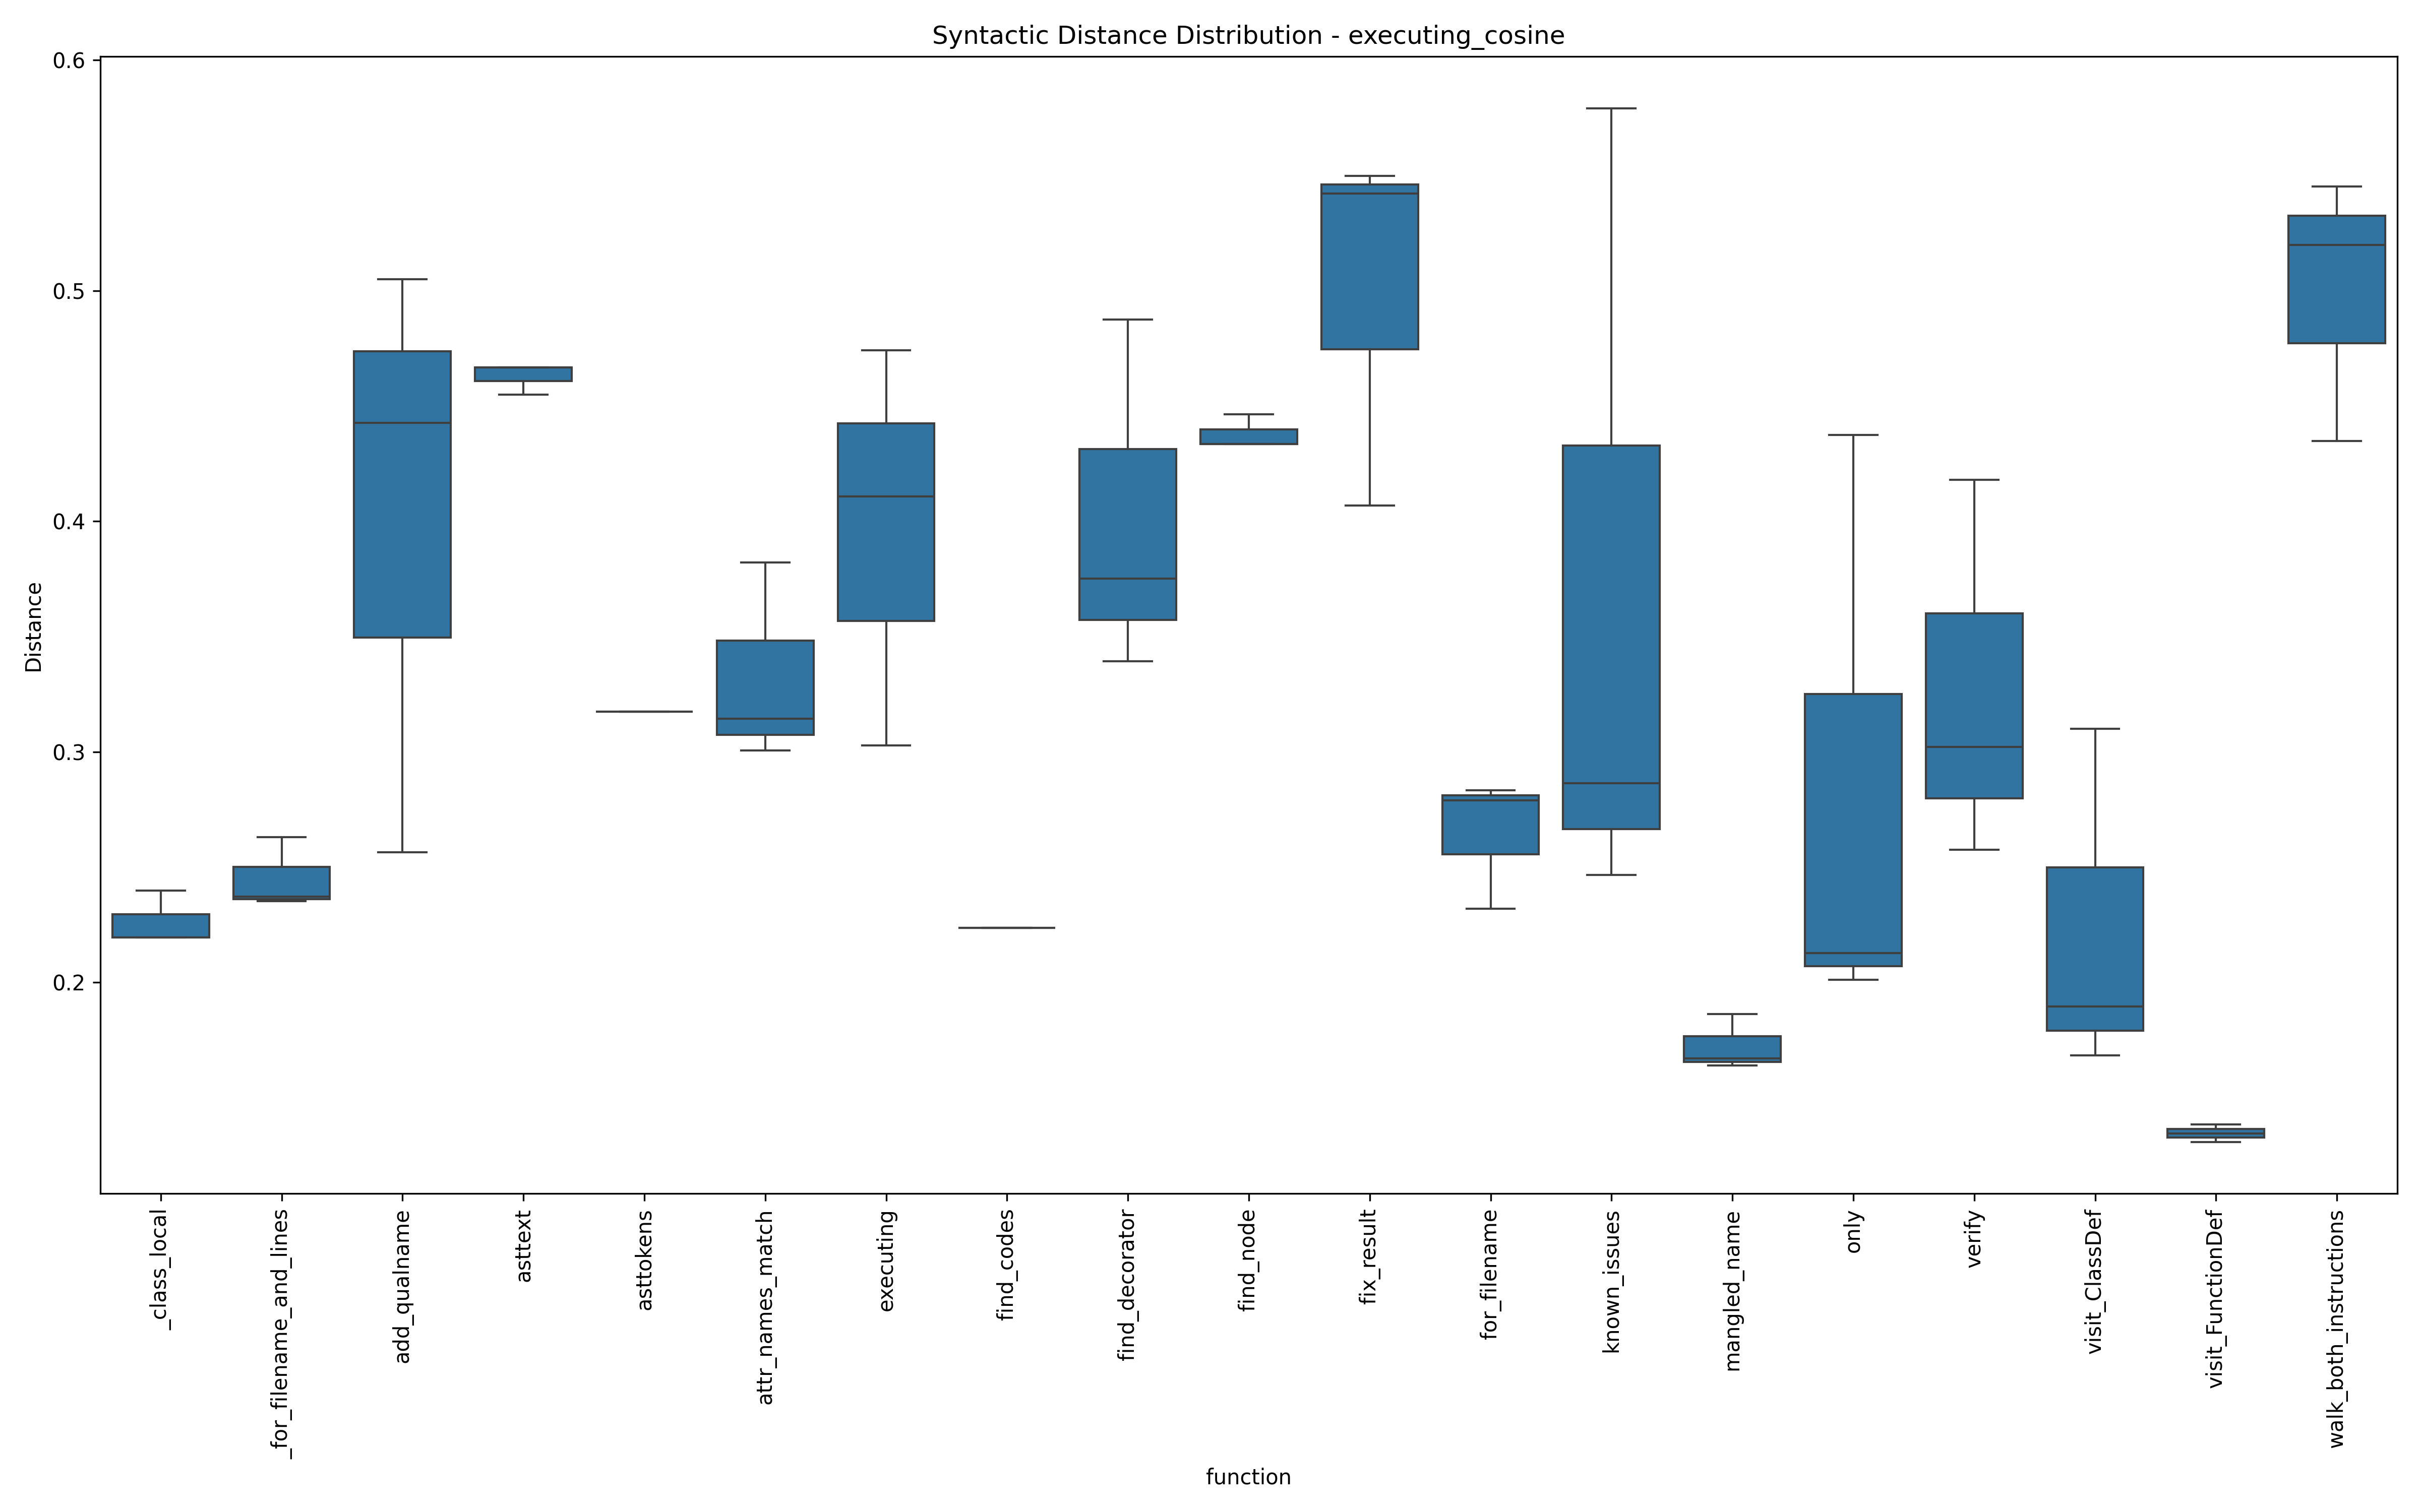 Syntactic Distance Distribution - executing_cosine
0.6
0.5
0.4
0.3
0.2
Distance
_class_local
_for_filename_and_lines
add_qualname
asttext
asttokens
attr_names_match
executing
find_codes
find_decorator
find_node
fix_result
for_filename
known_issues
mangled_name
only
verify
visit_ClassDef
visit_FunctionDef
walk_both_instructions
function